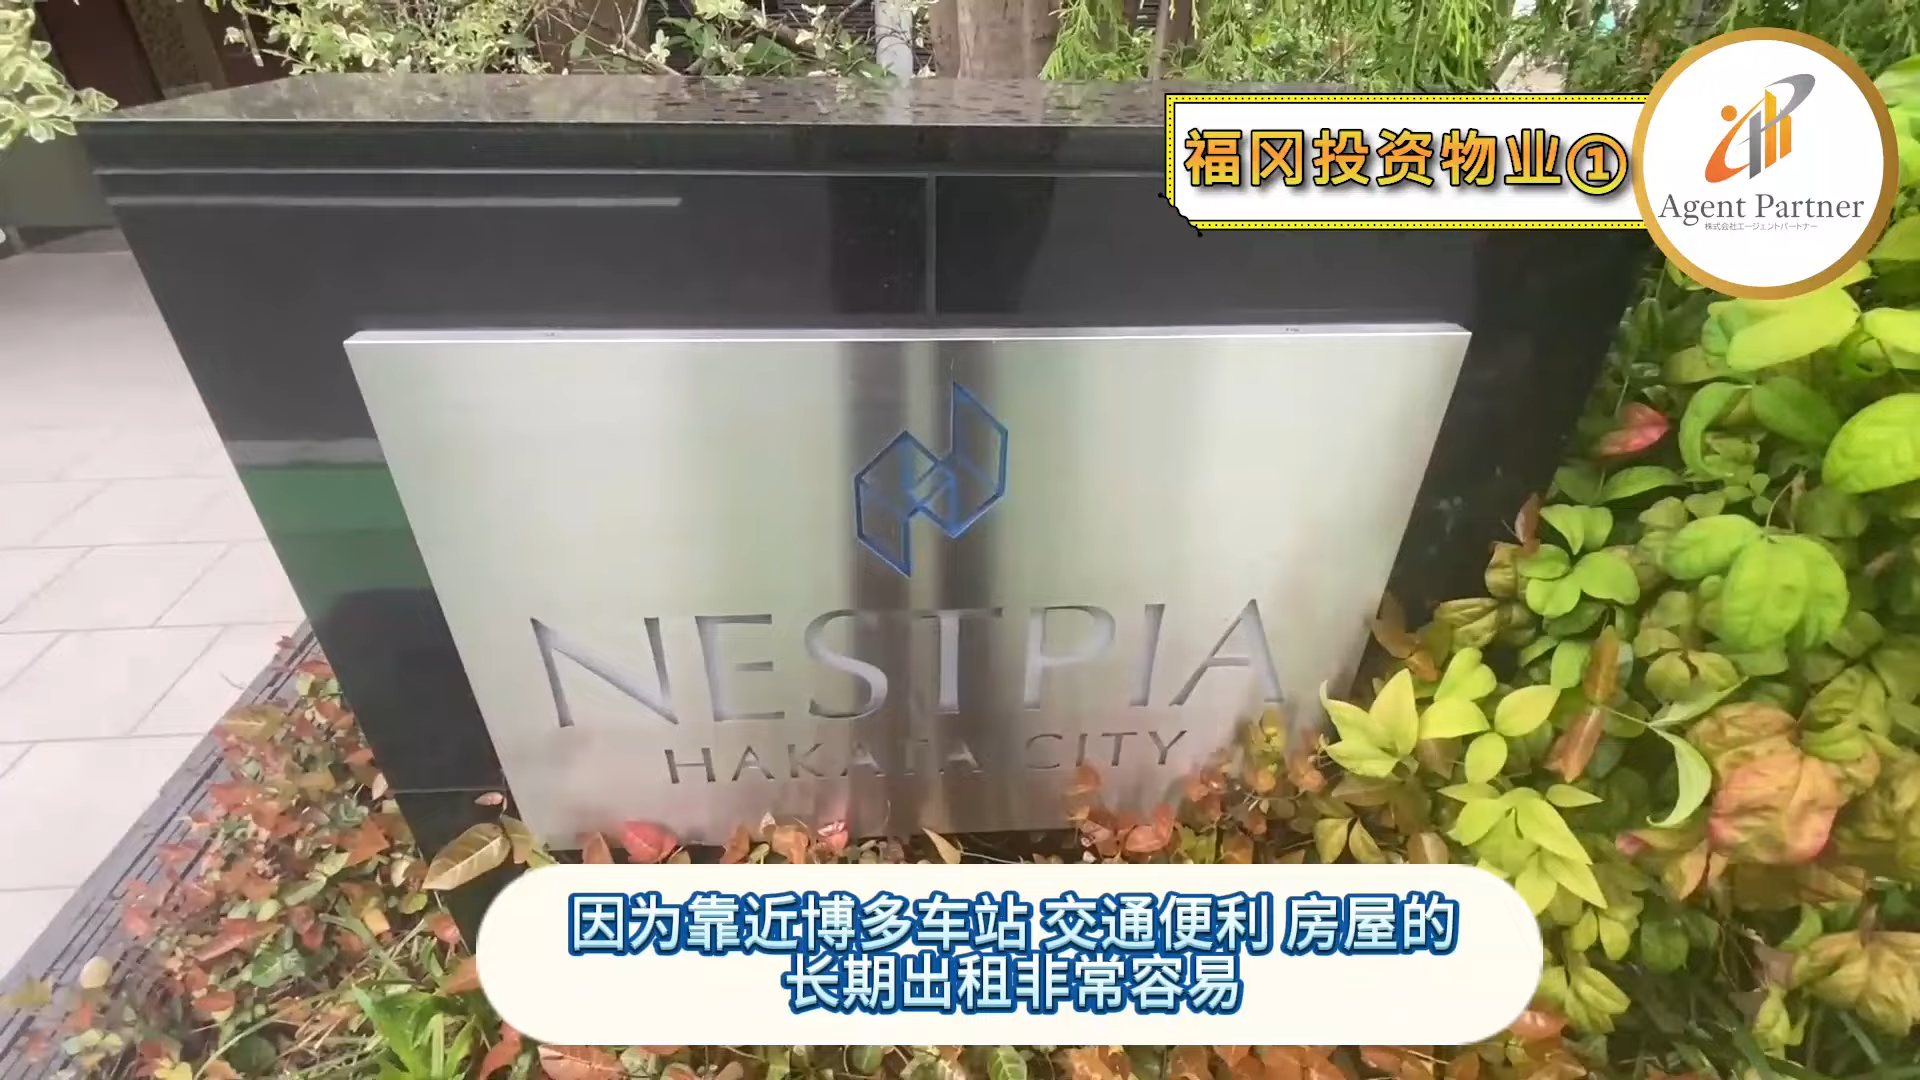 福冈投资物业①
Agent Partner
株式会社エージェントパートナー
NESTPIA
HAKATA CITY
因为靠近博多车站 交通便利 房屋的
长期出租非常容易